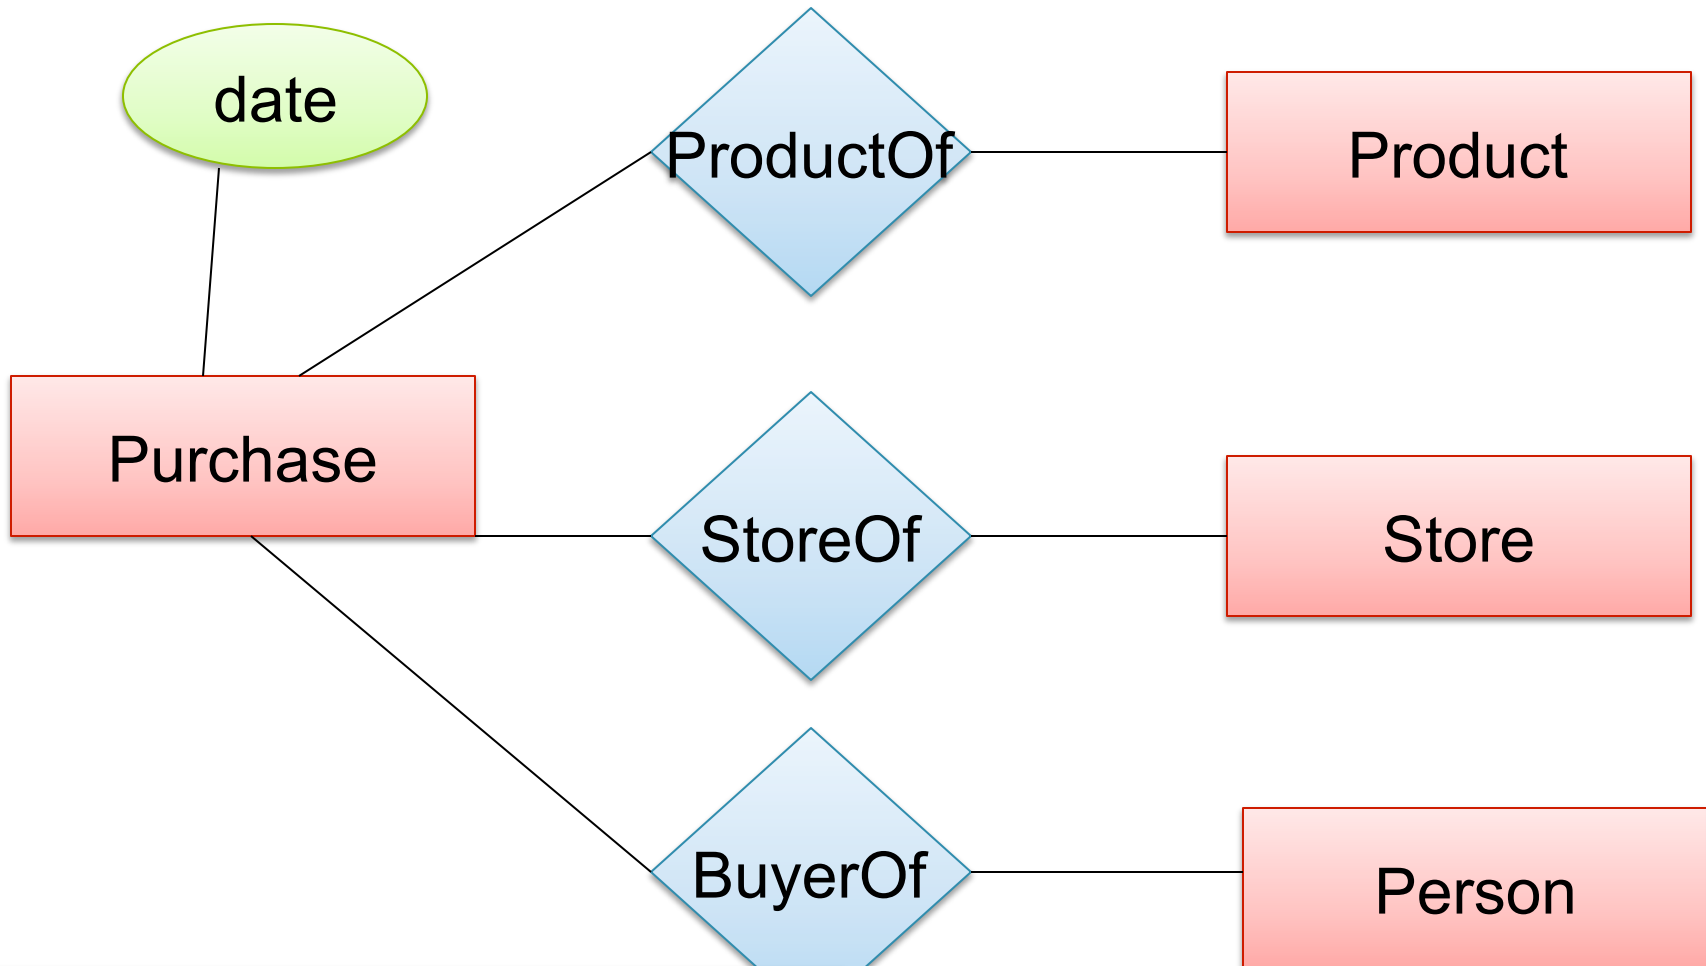 date
ProductOf
Product
Purchase
StoreOf
Store
BuyerOf
Person